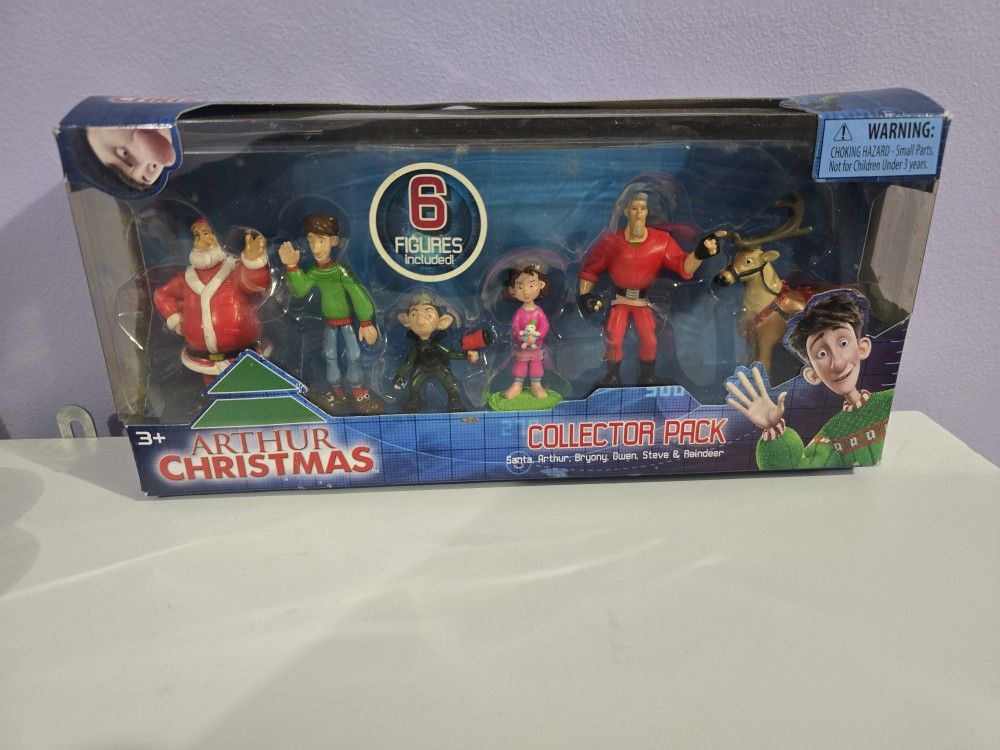 WARNING:
CHOKING HAZARD - Small Parts.
Not for Children Under 3 years.
6
FIGURES
Included!
3+
ARTHUR
CHRISTMAS
TM
COLLECTOR PACK
Santa, Arthur, Bryony, Gwen, Steve & Reindeer